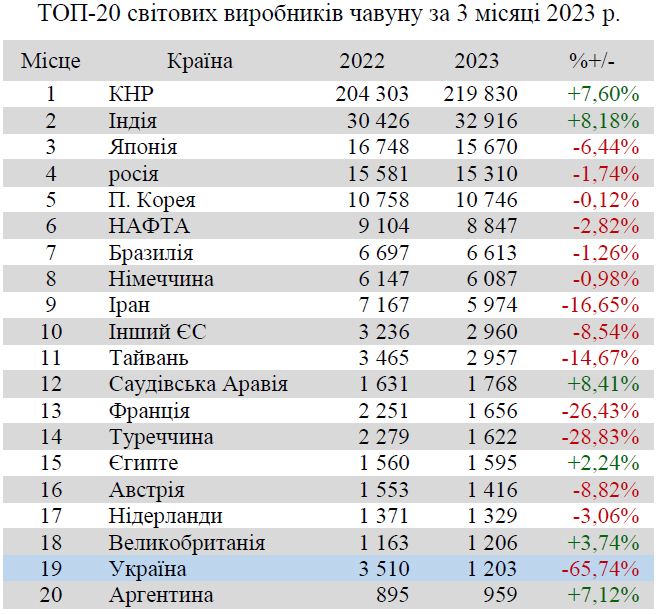 ТОП-20 світових виробників чавуну за 3 місяці 2023 р.
Місце Країна 2022 2023 %+/-
1 КНР 204 303 219 830 +7,60%
2 Індія 30 426 32 916 +8,18%
3 Японія 16 748 15 670 -6,44%
4 росія 15 581 15 310 -1,74%
5 П. Корея 10 758 10 746 -0,12%
6 НАФТА 9 104 8 847 -2,82%
7 Бразилія 6 697 6 613 -1,26%
8 Німеччина 6 147 6 087 -0,98%
9 Іран 7 167 5 974 -16,65%
10 Інший ЄС 3 236 2 960 -8,54%
11 Тайвань 3 465 2 957 -14,67%
12 Саудівська Аравія 1 631 1 768 +8,41%
13 Франція 2 251 1 656 -26,43%
14 Туреччина 2 279 1 622 -28,83%
15 Єгипте 1 560 1 595 +2,24%
16 Австрія 1 553 1 416 -8,82%
17 Нідерланди 1 371 1 329 -3,06%
18 Великобританія 1 163 1 206 +3,74%
19 Україна 3 510 1 203 -65,74%
20 Аргентина 895 959 +7,12%